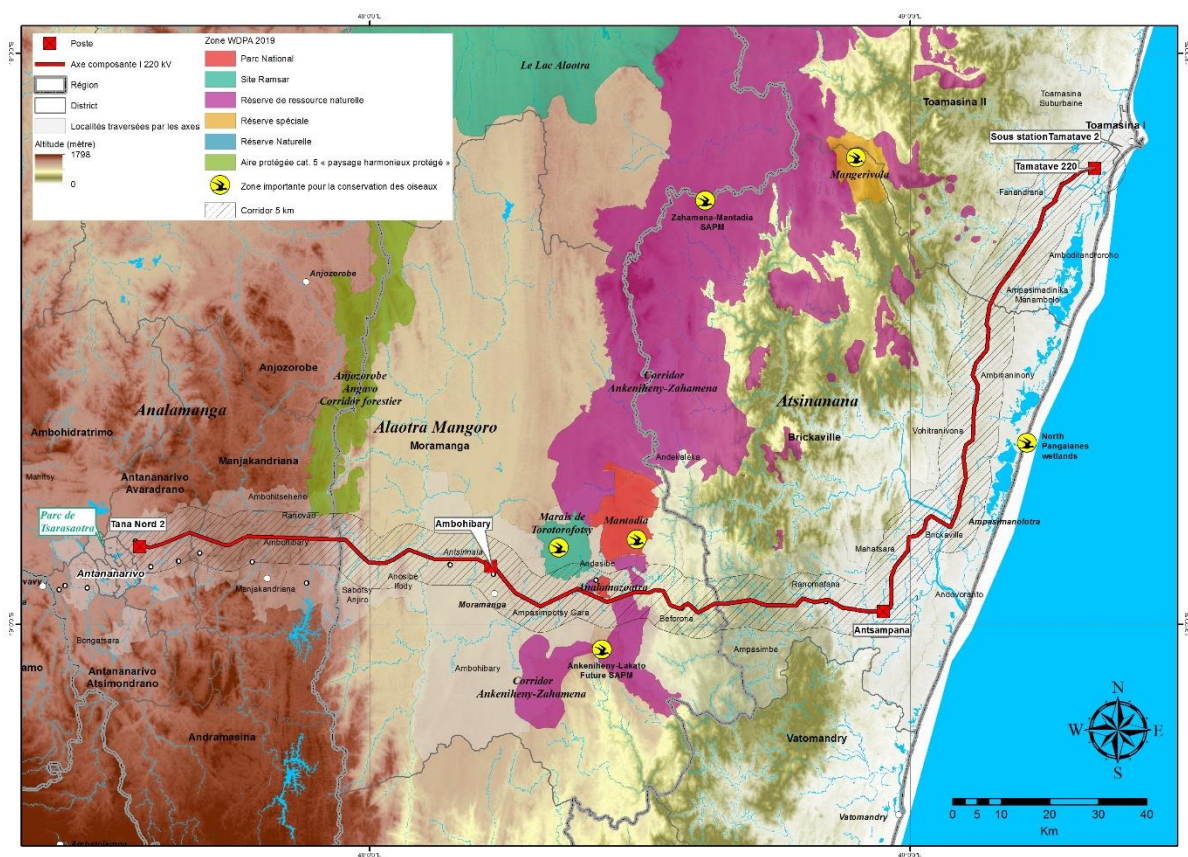 Poste
Axe composante I 220 kV
Région
District
Localités traversées par les axes
Altitude (mètre)
1798
0
Zone WDPA 2019
Parc National
Site Ramsar
Réserve de ressource naturelle
Réserve spéciale
Réserve Naturelle
Aire protégée cat. 5 « paysage harmonieux protégé »
Zone importante pour la conservation des oiseaux
Corridor 5 km
Le Lac Alaotra
Toamasina II
Toamasina
Suburbaine
Toamasina I
Sous stationTamatave 2
Tamatave 220
Mangerivola
Fanandrana
Zahamena-Mantadia
SAPM
Amboditandroroho
Ampasimadinika
Manambolo
Anjozorobe
Anjozorobe
Anjozorobe
Angavo
Corridor forestier
Corridor
Ankeniheny-Zahamena
Ambinaninony
Analamanga
Atsinanana
Alaotra Mangoro
Moramanga
Brickaville
Vohitranivona
Ambohidratrimo
North
Pangalanes
wetlands
Manjakandriana
Andekaleka
Mahitsy
Antananarivo
Avaradrano
Ambohitseheno
Ranovao
Parc de
Tsarasaotra
Tana Nord 2
Ambohibary
Ambohibary
Marais de
Torotorofotsy
Mantadia
Ampasimanolotra
Brickaville
Mahatsara
Antsirinala
Antananarivo
Anosibe
Ifody
Andasibe
Analamazaotra
Ranomafana
Manjakandriana
Sabotsy
Anjiro
Moramanga
Ampasimpotsy Gara
Beforona
Andovoranto
Antsampana
Bongatsara
Ambohibary
Ampasimbe
Ankeniheny-Lakato
Future SAPM
Antananarivo
Atsimondrano
Corridor
Ankeniheny-Zahamena
Andramasina
Vatomandry
N
W E
S
Vatomandry
0 5 10 20 30 40
Km